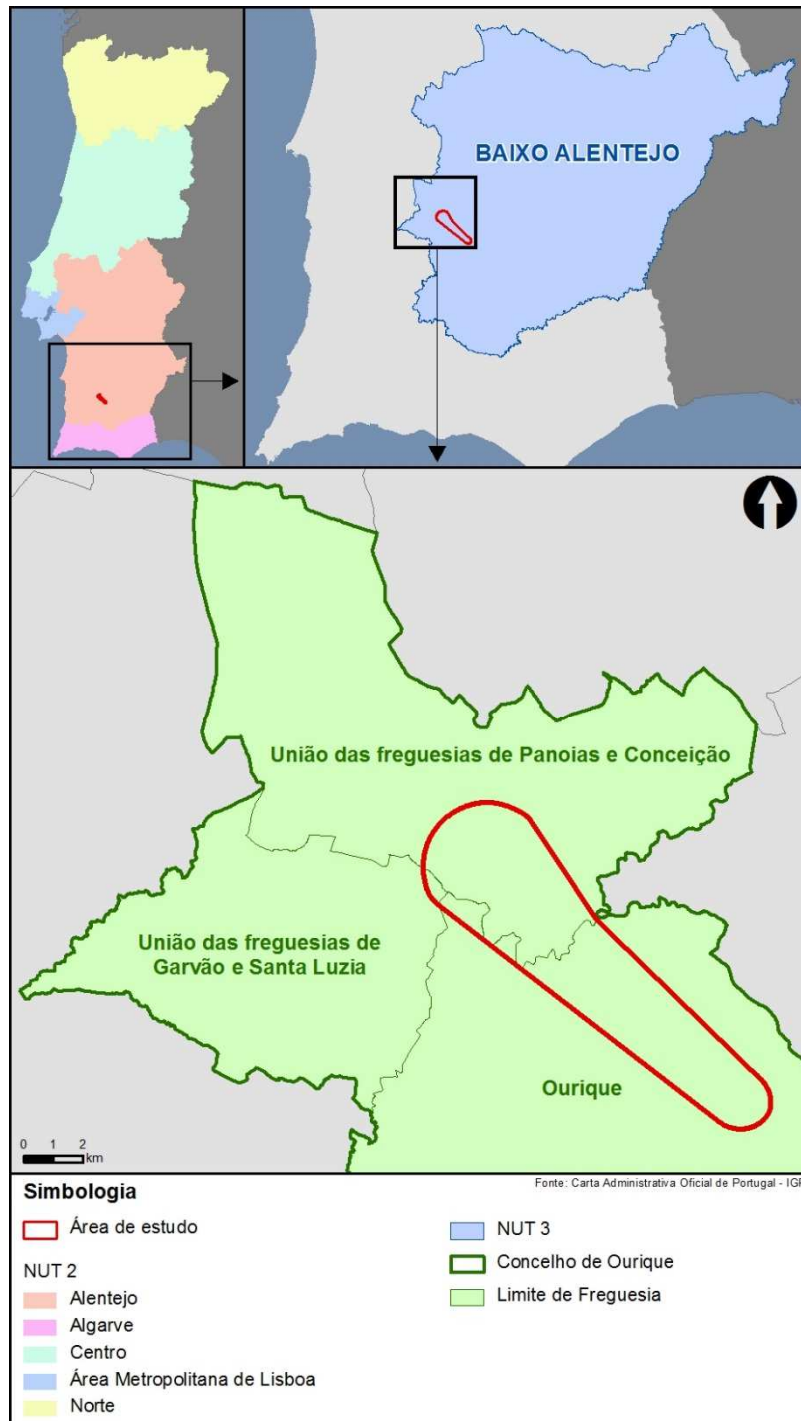 BAIXO ALENTEJO
União das freguesias de Panoias e Conceição
União das freguesias de
Garvão e Santa Luzia
Ourique
0 1 2
km
Fonte: Carta Administrativa Oficial de Portugal - IGP
Simbologia
Área de estudo
NUT 2
Alentejo
Algarve
Centro
Área Metropolitana de Lisboa
Norte
NUT 3
Concelho de Ourique
Limite de Freguesia